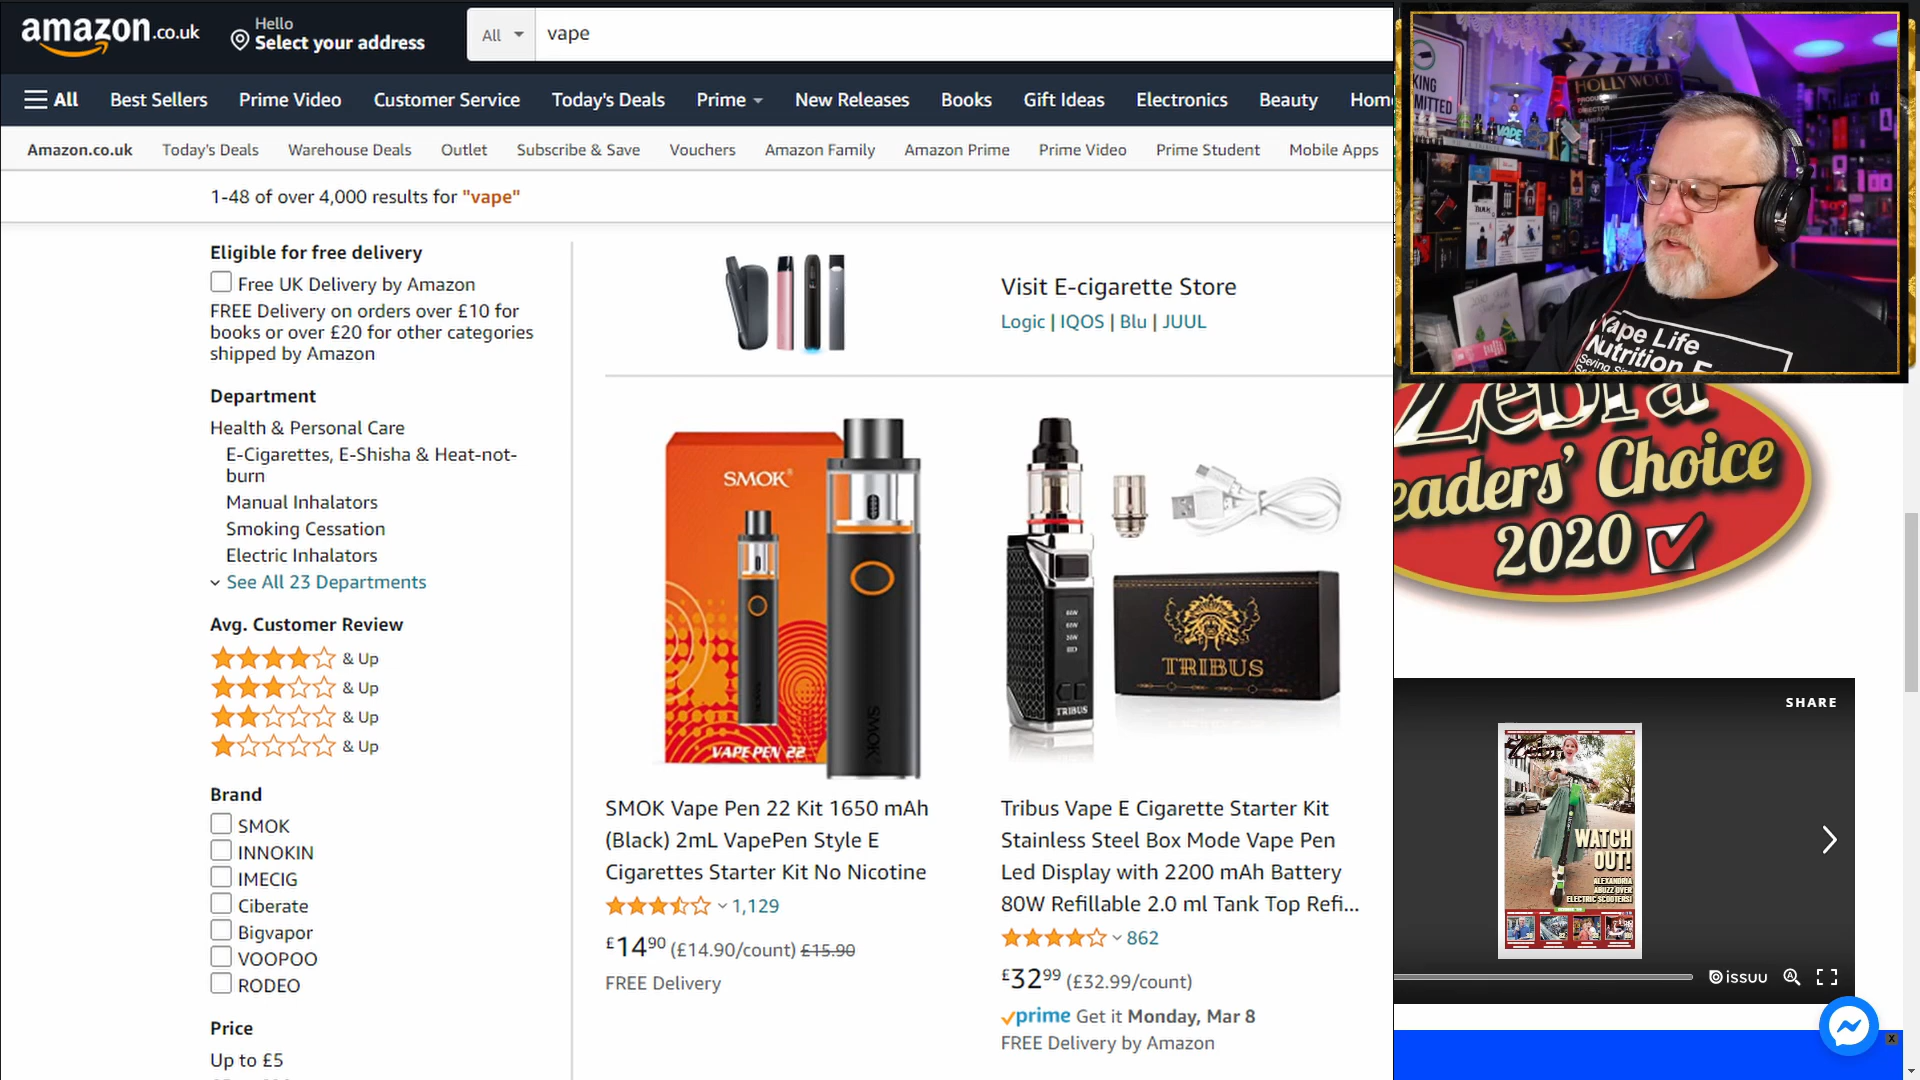 amazon.co.uk
Hello
Select your address
All
vape
All
Best Sellers
Prime Video
Customer Service
Today's Deals
Prime
New Releases
Books
Gift Ideas
Electronics
Beauty
Amazon.co.uk
Today's Deals
Warehouse Deals
Outlet
Subscribe & Save
Vouchers
Amazon Family
Amazon Prime
Prime Video
Prime Student
Mobile Apps
1-48 of over 4,000 results for "vape"
Eligible for free delivery
Free UK Delivery by Amazon
FREE Delivery on orders over £10 for
books or over £20 for other categories
shipped by Amazon
Department
Health & Personal Care
E-Cigarettes, E-Shisha & Heat-not-
burn
Manual Inhalators
Smoking Cessation
Electric Inhalators
See All 23 Departments
Avg. Customer Review
& Up
& Up
& Up
& Up
Brand
SMOK
INNOKIN
IMECIG
Ciberate
Bigvapor
VOOPOO
RODEO
Price
Up to £5
Visit E-cigarette Store
Logic | IQOS | Blu | JUUL
SMOK
SMOK
VAPE PEN 22
SMOK Vape Pen 22 Kit 1650 mAh
(Black) 2mL VapePen Style E
Cigarettes Starter Kit No Nicotine
1,129
£14.90 (£14.90/count) £15.90
FREE Delivery
TRIBUS
TRIBUS
Tribus Vape E Cigarette Starter Kit
Stainless Steel Box Mode Vape Pen
Led Display with 2200 mAh Battery
80W Refillable 2.0 ml Tank Top Refi...
862
£32.99 (£32.99/count)
prime Get it Monday, Mar 8
FREE Delivery by Amazon
HOLLYWOOD
DIRECTOR
CAMERA
VAPE
Vape Life
Nutrition
Zebra
eaders' Choice
2020
SHARE
WATCH
OUT!
ALEXANDRIA
ABUZZ OVER
ELECTRIC SCOOTERS!
issuu
x